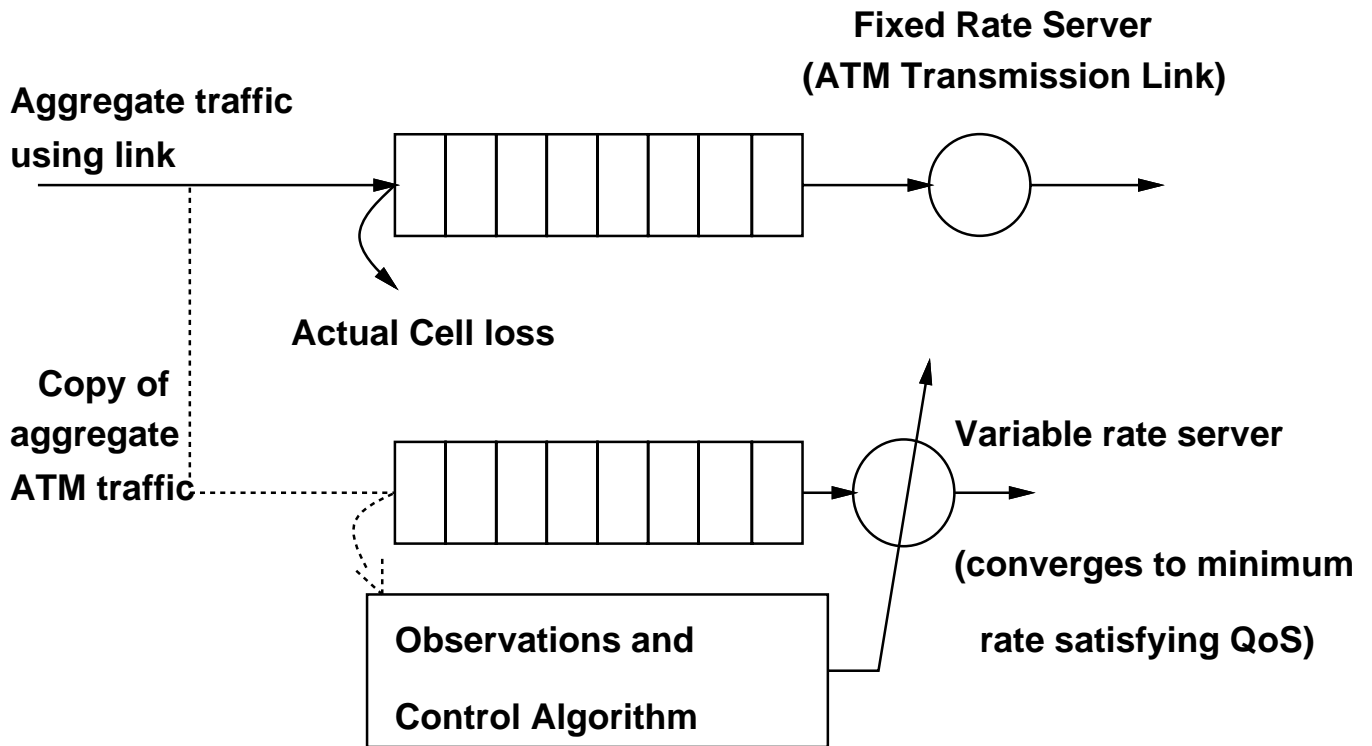 Fixed Rate Server
(ATM Transmission Link)
Aggregate traffic
using link
Actual Cell loss
Copy of
aggregate
ATM traffic
Variable rate server
(converges to minimum
rate satisfying QoS)
Observations and
Control Algorithm